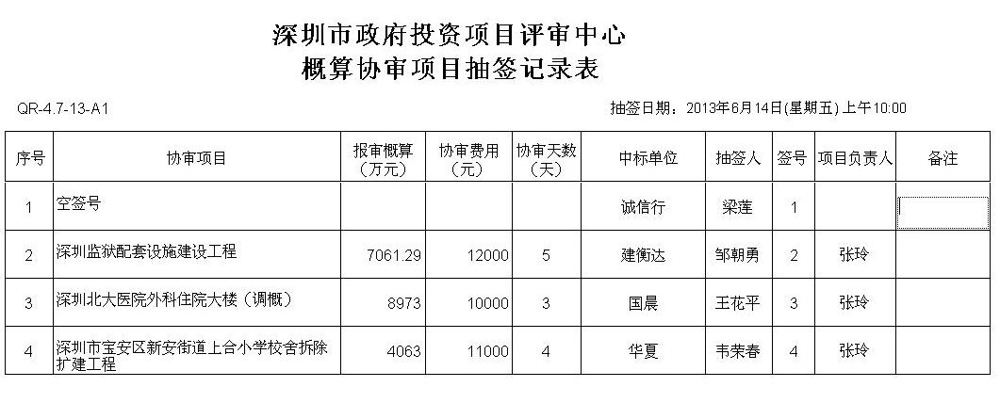 深圳市政府投资项目评审中心
概算协审项目抽签记录表
QR-4.7-13-A1 抽签日期：2013年6月14日(星期五) 上午10:00
序号 协审项目 报审概算（万元） 协审费用（元） 协审天数（天） 中标单位 抽签人 签号 项目负责人 备注
1 空签号 诚信行 梁莲 1
2 深圳监狱配套设施建设工程 7061.29 12000 5 建衡达 邹朝勇 2 张玲
3 深圳北大医院外科住院大楼（调概） 8973 10000 3 国晨 王花平 3 张玲
4 深圳市宝安区新安街道上合小学校舍拆除扩建工程 4063 11000 4 华夏 韦荣春 4 张玲